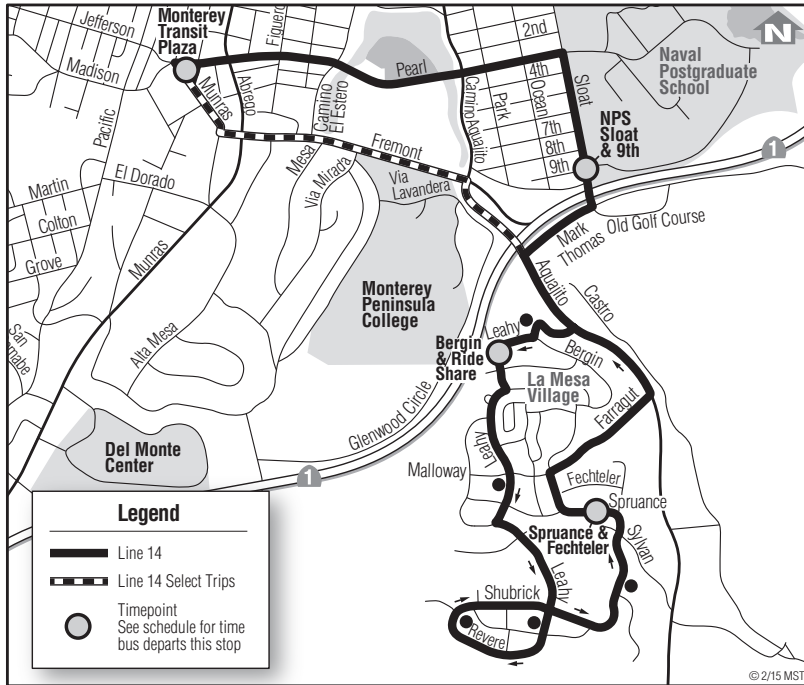 Monterey
Transit
Plaza
Jefferson
Madison
Pacific
Munras
Abrego
Camino
El Estero
Pearl
Fremont
Camino Aguajito
Park
Ocean
2nd
4th
7th
8th
9th
Sloat
Naval
Postgraduate
School
N
NPS
Sloat
& 9th
1
Mesa
Via Mirada
Via
Lavandera
El Dorado
Martin
Colton
Grove
Munras
Alta Mesa
San
Monterey
Peninsula
College
Mark
Thomas
Old Golf Course
Aguajito
Castro
Leahy
Bergin
Bergin
& Ride
Share
La Mesa
Village
Farragut
Glenwood Circle
Del Monte
Center
1
Malloway
Leahy
Fechteler
Spruance
Spruance &
Fechteler
Sylvan
Leahy
Shubrick
Revere
Legend
Line 14
Line 14 Select Trips
Timepoint
See schedule for time
bus departs this stop
© 2/15 MST